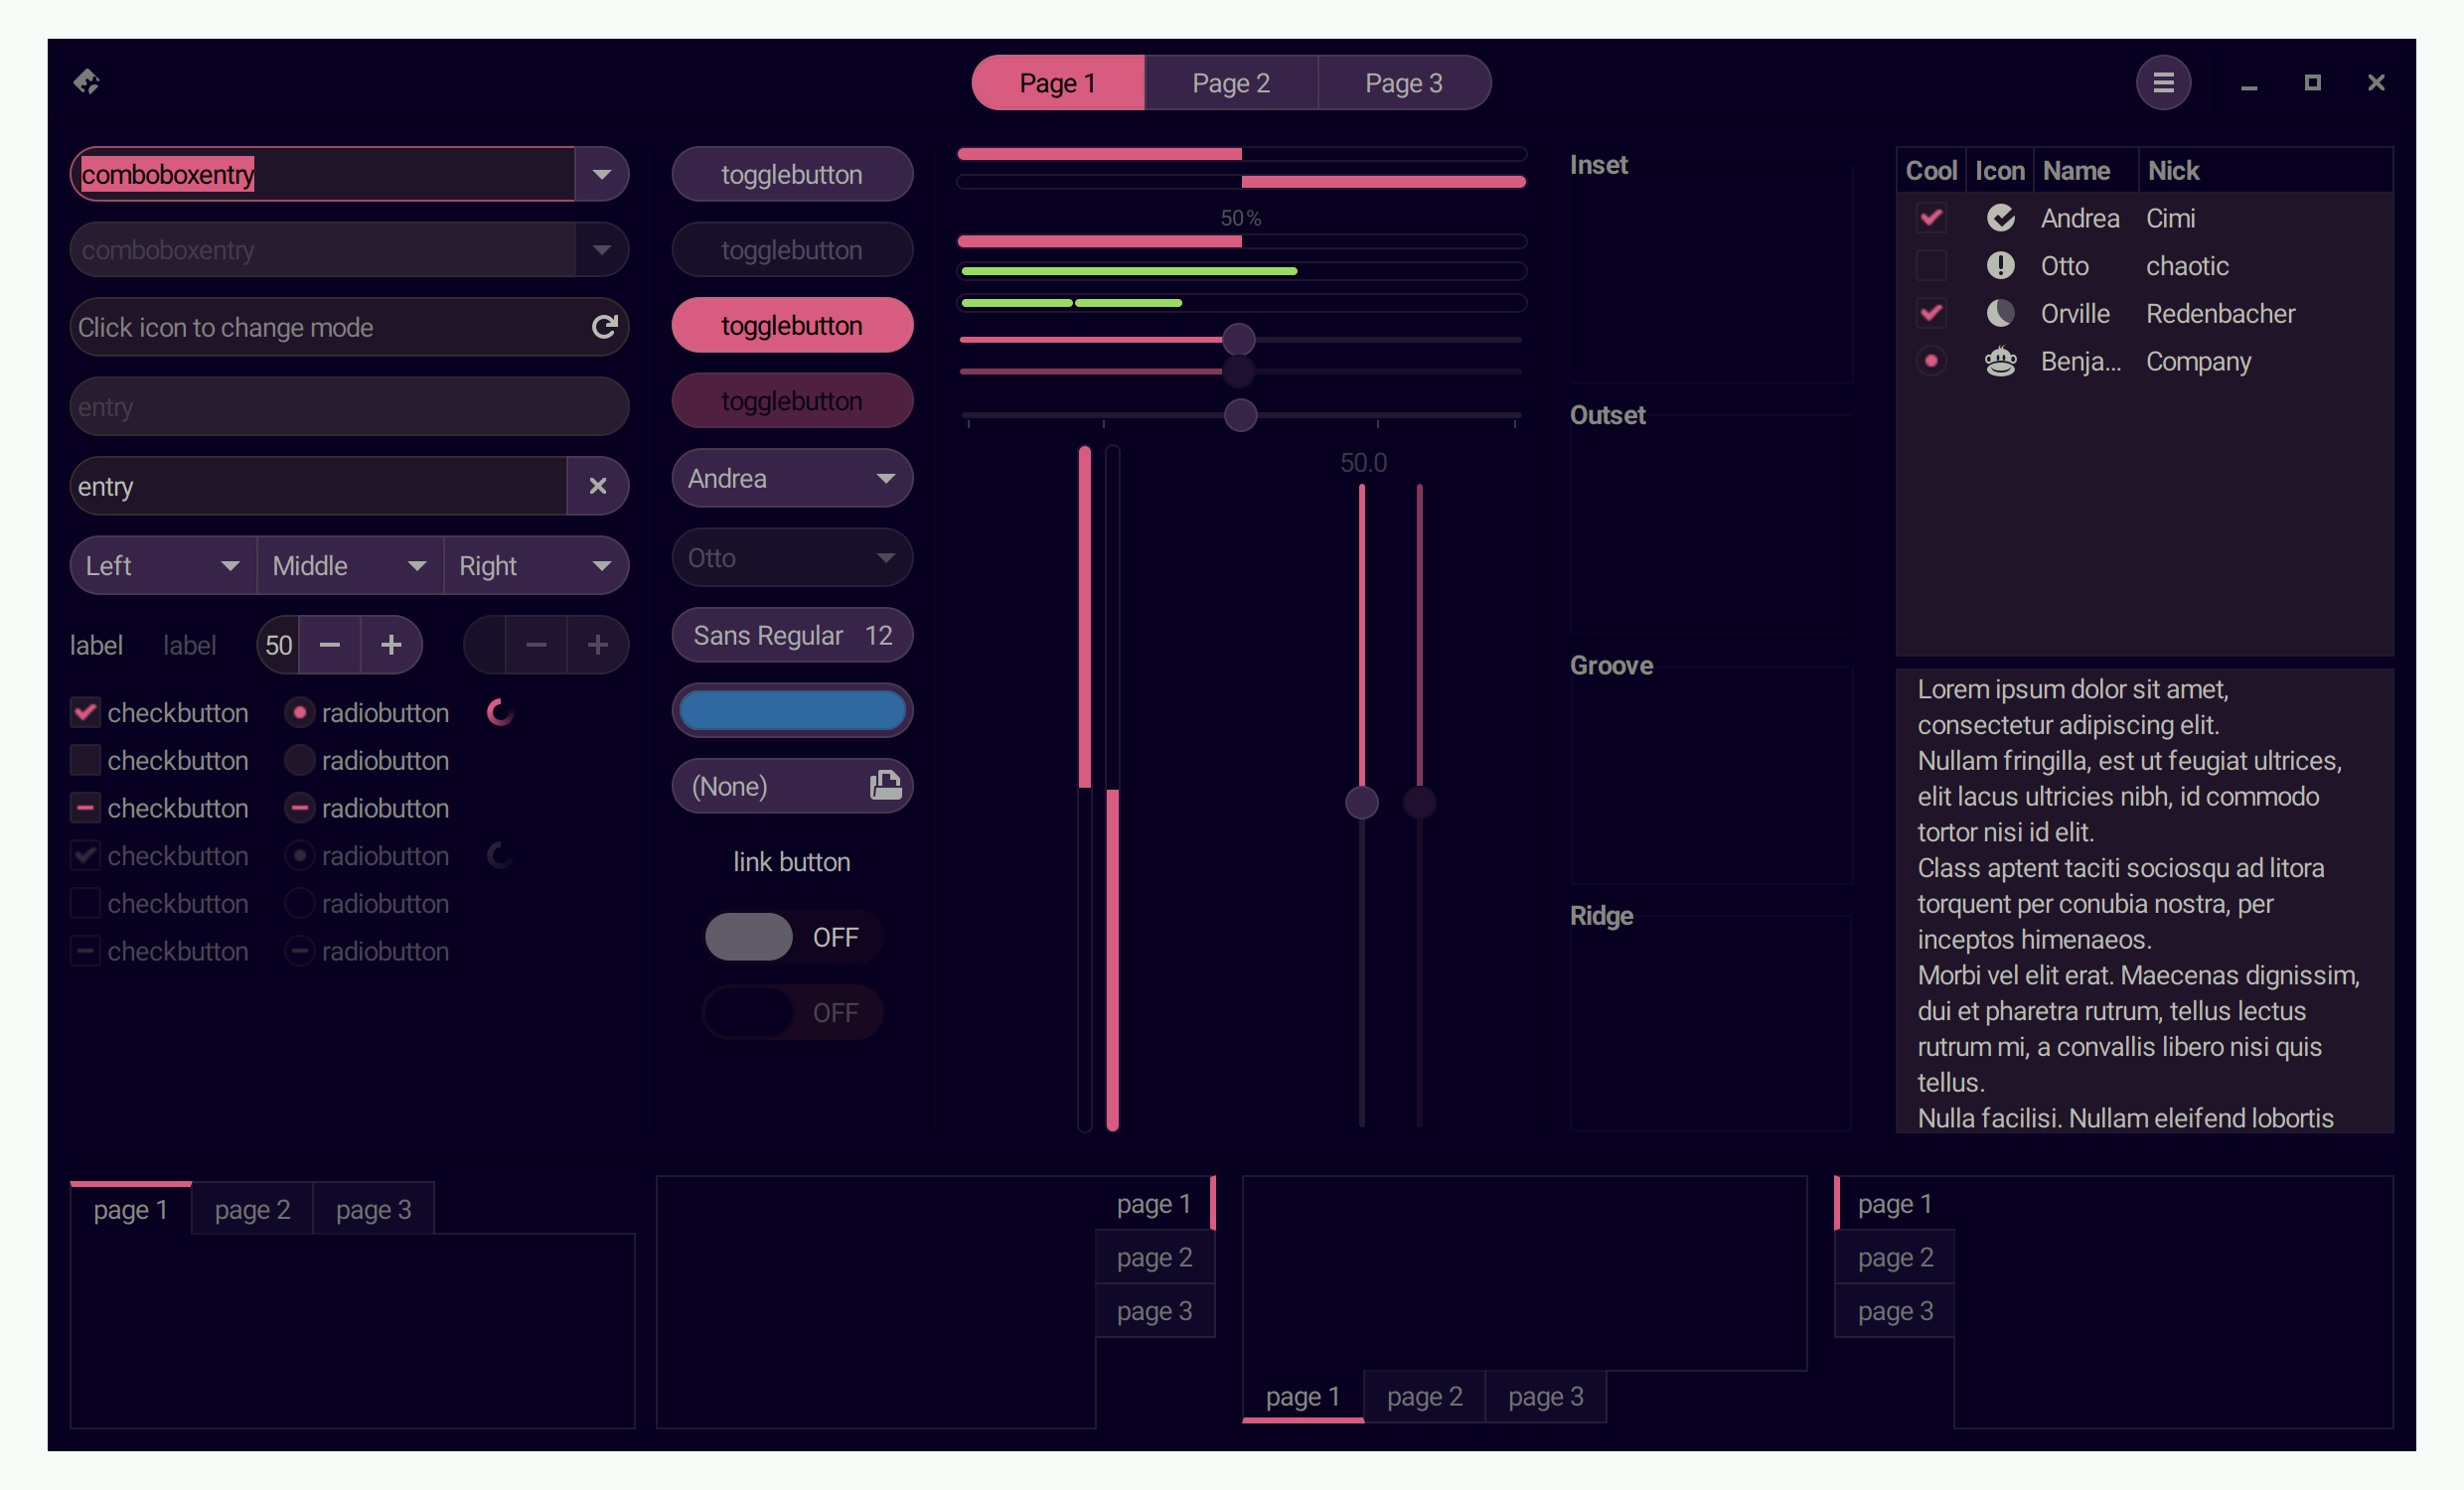 Page 1
Page 2
Page 3
comboboxentry
comboboxentry
Click icon to change mode
entry
entry
Left
Middle
Right
label
label
50
checkbutton
radiobutton
checkbutton
radiobutton
checkbutton
radiobutton
checkbutton
radiobutton
checkbutton
radiobutton
checkbutton
radiobutton
togglebutton
togglebutton
togglebutton
togglebutton
Andrea
Otto
Sans Regular 12
(None)
link button
OFF
OFF
50%
50.0
Inset
Outset
Groove
Ridge
Cool Icon Name Nick
Andrea Cimi
Otto chaotic
Orville Redenbacher
Benja... Company
Lorem ipsum dolor sit amet,
consectetur adipiscing elit.
Nullam fringilla, est ut feugiat ultrices,
elit lacus ultricies nibh, id commodo
tortor nisi id elit.
Class aptent taciti sociosqu ad litora
torquent per conubia nostra, per
inceptos himenaeos.
Morbi vel elit erat. Maecenas dignissim,
dui et pharetra rutrum, tellus lectus
rutrum mi, a convallis libero nisi quis
tellus.
Nulla facilisi. Nullam eleifend lobortis
page 1
page 2
page 3
page 1
page 2
page 3
page 1
page 2
page 3
page 1
page 2
page 3